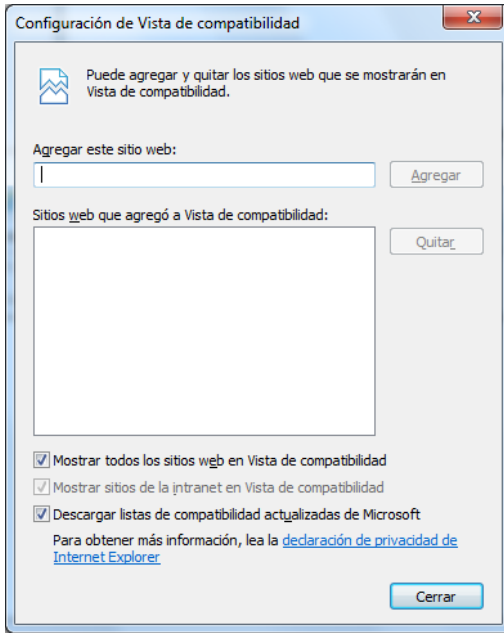 Configuración de Vista de compatibilidad
X
Puede agregar y quitar los sitios web que se mostrarán en
Vista de compatibilidad.
Agregar este sitio web:
Agregar
Sitios web que agregó a Vista de compatibilidad:
Quitar
Mostrar todos los sitios web en Vista de compatibilidad
Mostrar sitios de la intranet en Vista de compatibilidad
Descargar listas de compatibilidad actualizadas de Microsoft
Para obtener más información, lea la declaración de privacidad de
Internet Explorer
Cerrar